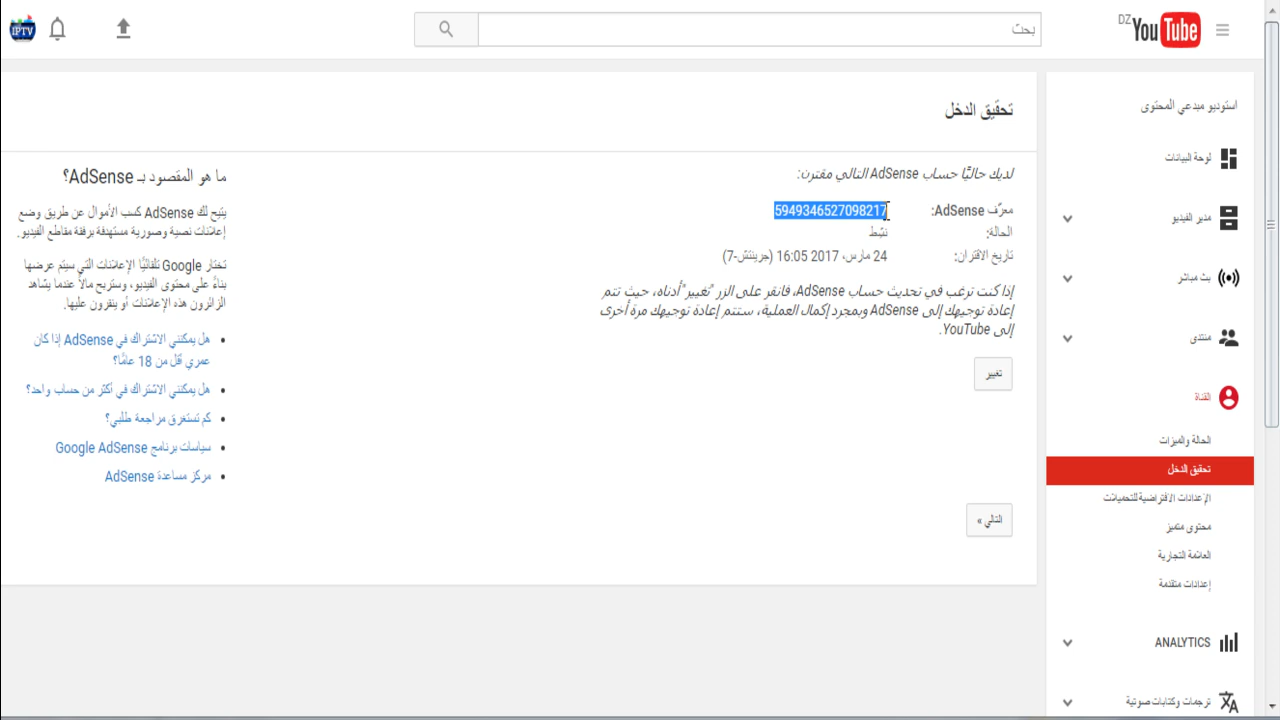 YouTube DZ
بحث
IPTV
استوديو مبدعي المحتوى
لوحة البيانات
مدير الفيديو
بث مباشر
منتدى
القناة
الحالة والميزات
تحقيق الدخل
الإعدادات الافتراضية للتحميلات
محتوى متميز
العلامة التجارية
إعدادات متقدمة
ANALYTICS
ترجمات وكتابات صوتية
تحقيق الدخل
لديك حاليًا حساب AdSense التالي مقترن:
معرّف AdSense: 5949346527098217
الحالة: نشِط
تاريخ الاقتران: 24 مارس، 2017 16:05 (جرينتش-7)
إذا كنت ترغب في تحديث حساب AdSense، فانقر على الزر "تغيير" أدناه، حيث تتم
إعادة توجيهك إلى AdSense وبمجرد إكمال العملية، ستتم إعادة توجيهك مرة أخرى
إلى YouTube.
تغيير
التالي »
ما هو المقصود بـ AdSense؟
يتيح لك AdSense كسب الأموال عن طريق وضع
إعلانات نصية وصورية مستهدفة برفقة مقاطع الفيديو.
تختار Google تلقائيًا الإعلانات التي سيتم عرضها
بناءً على محتوى الفيديو، وستربح مالاً عندما يشاهد
الزائرون هذه الإعلانات أو ينقرون عليها.
• هل يمكنني الاشتراك في AdSense إذا كان
عمري أقل من 18 عامًا؟
• هل يمكنني الاشتراك في أكثر من حساب واحد؟
• كم تستغرق مراجعة طلبي؟
• سياسات برنامج Google AdSense
• مركز مساعدة AdSense